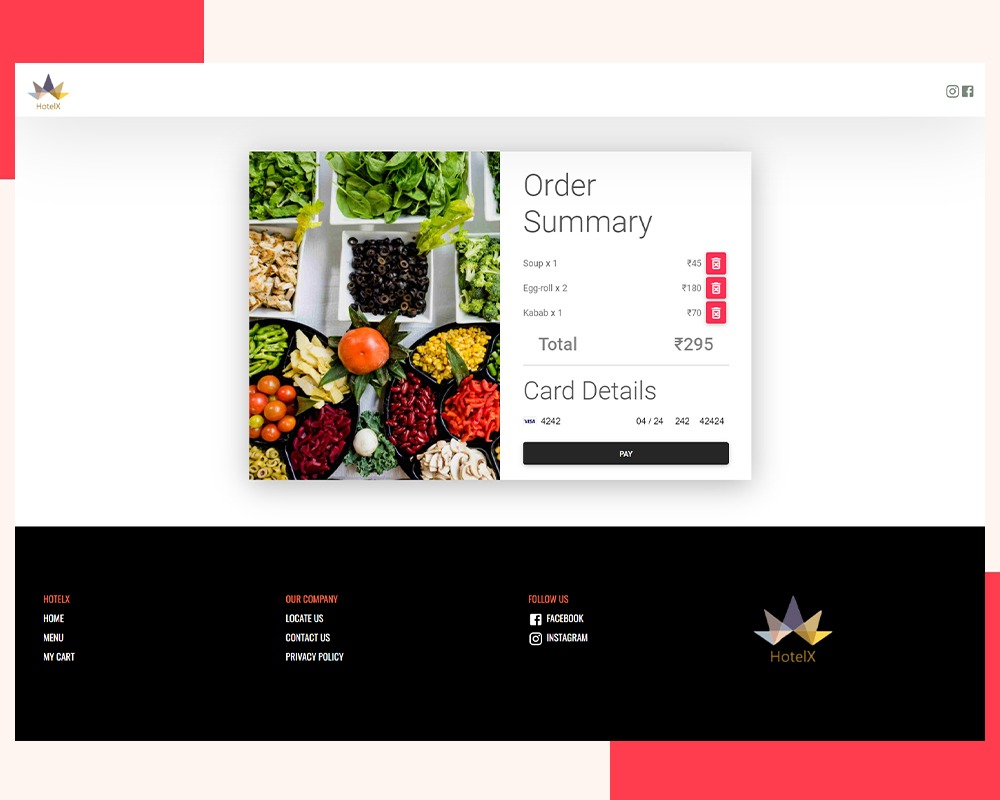 HotelX
Order
Summary
Soup x 1 ₹45
Egg-roll x 2 ₹180
Kabab x 1 ₹70
Total ₹295
Card Details
VISA 4242 04 / 24 242 42424
PAY
HOTELX
HOME
MENU
MY CART
OUR COMPANY
LOCATE US
CONTACT US
PRIVACY POLICY
FOLLOW US
FACEBOOK
INSTAGRAM
HotelX